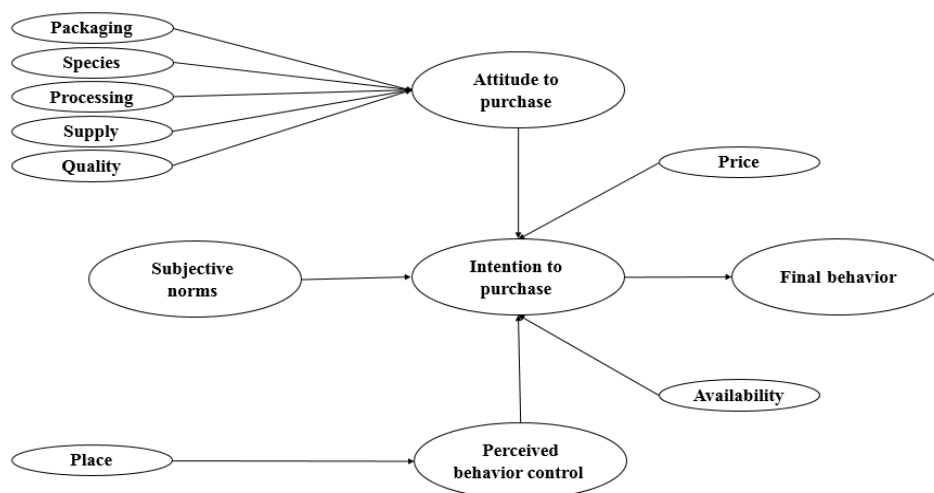 Packaging
Species
Processing
Supply
Quality
Attitude to
purchase
Price
Subjective
norms
Intention to
purchase
Final behavior
Availability
Place
Perceived
behavior control